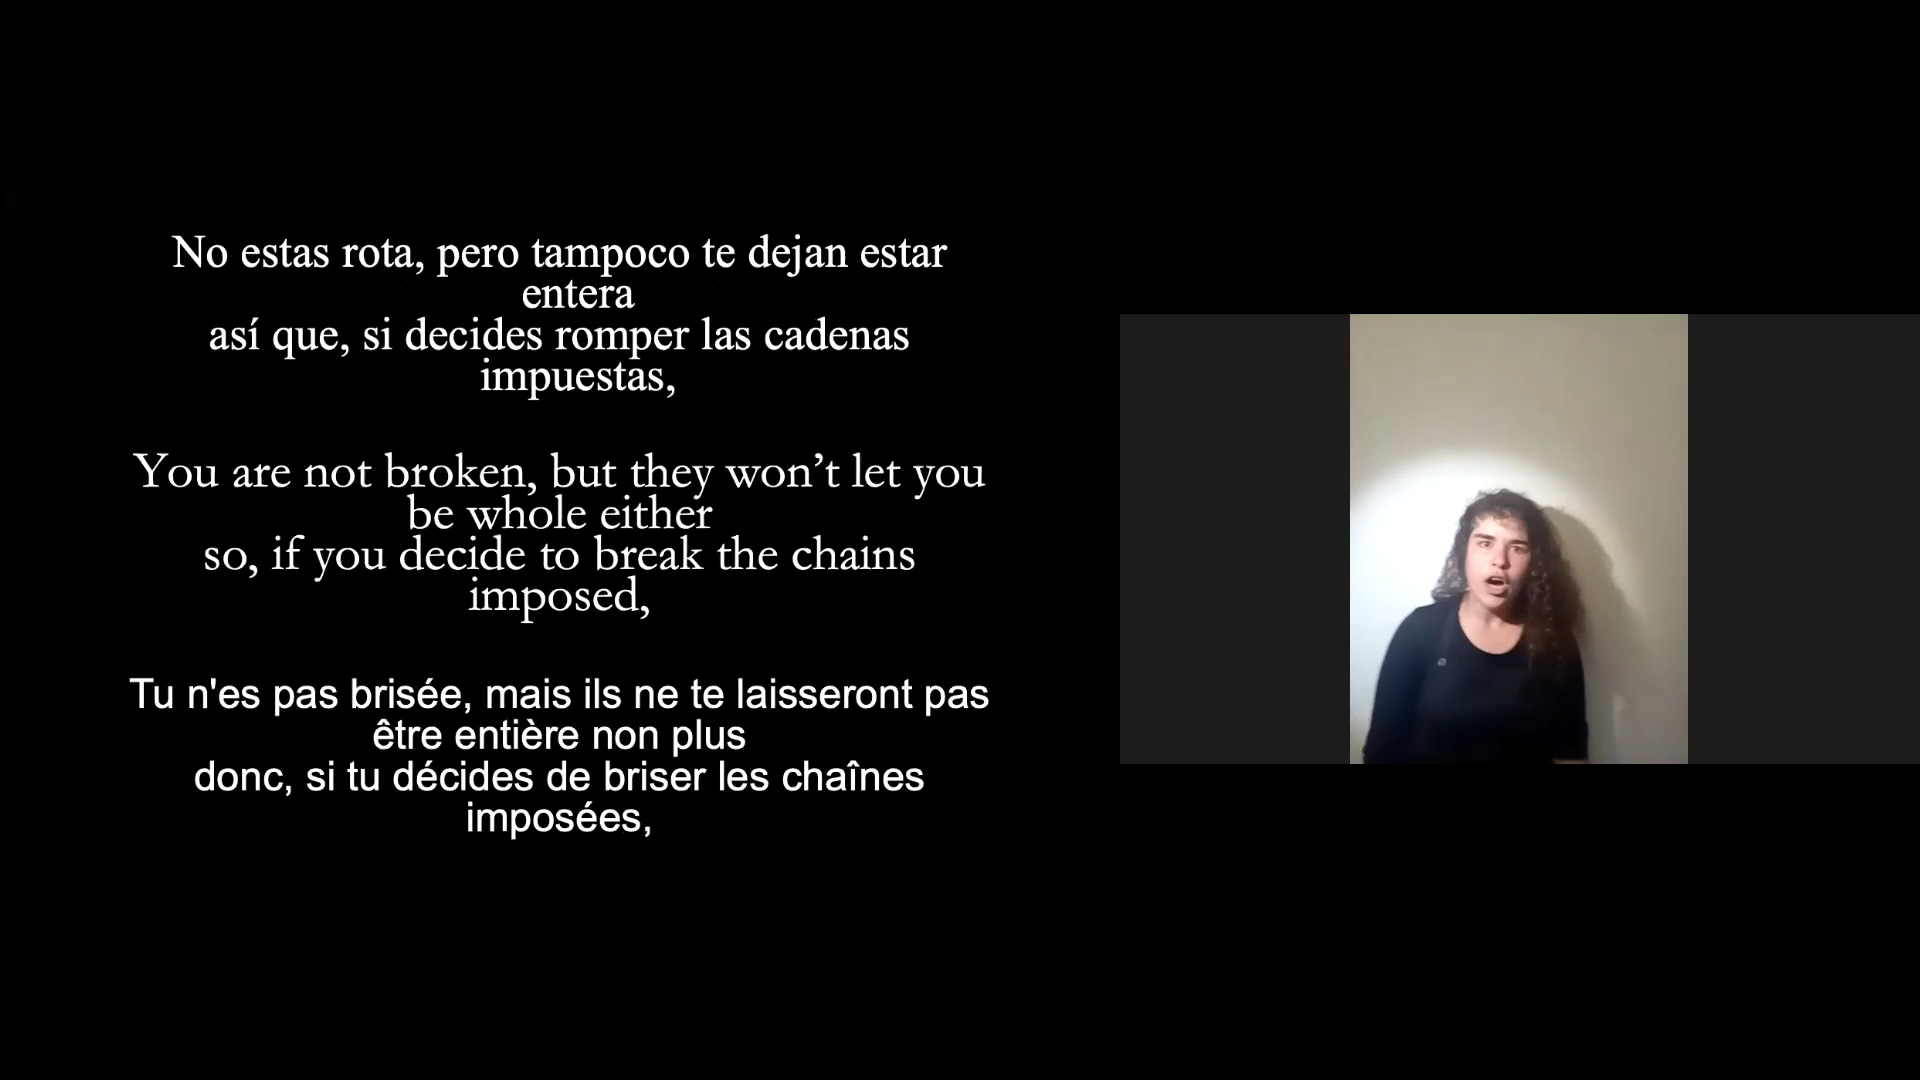 No estas rota, pero tampoco te dejan estar
entera
así que, si decides romper las cadenas
impuestas,
You are not broken, but they won’t let you
be whole either
so, if you decide to break the chains
imposed,
Tu n'es pas brisée, mais ils ne te laisseront pas
être entière non plus
donc, si tu décides de briser les chaînes
imposées,